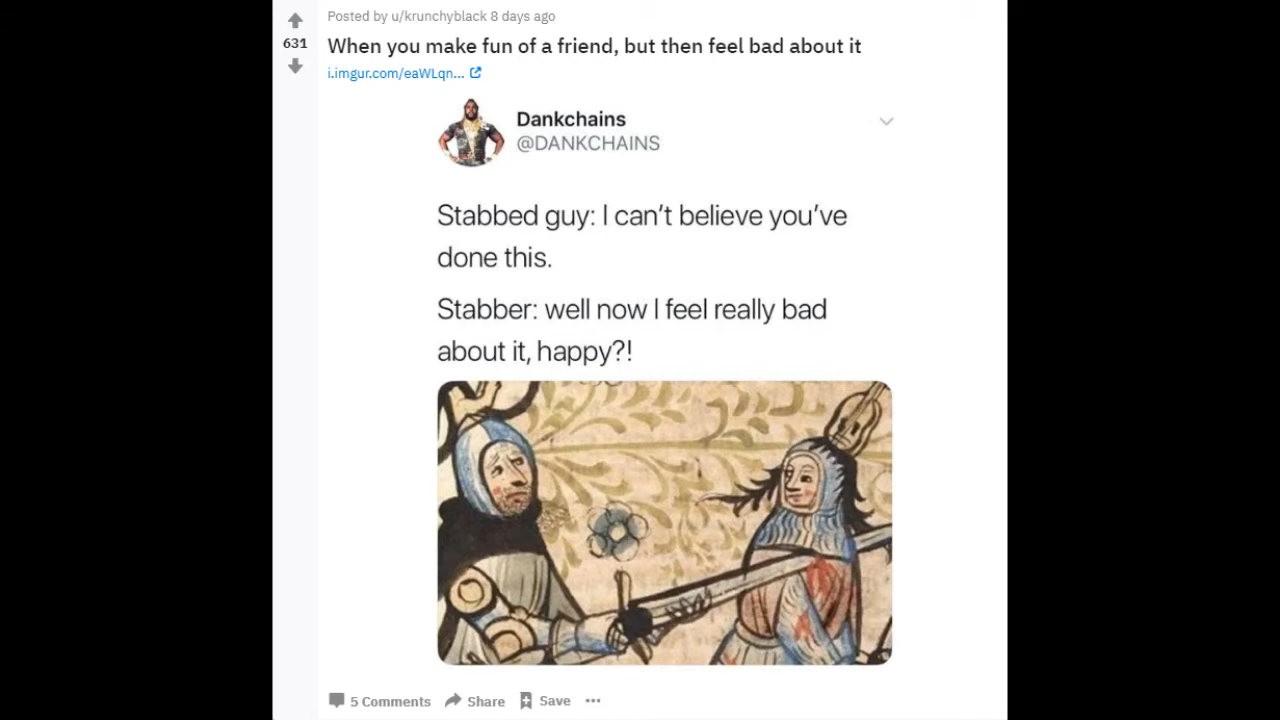 Posted by u/krunchyblack 8 days ago
631
When you make fun of a friend, but then feel bad about it
i.imgur.com/eaWLqn...
Dankchains
@DANKCHAINS
Stabbed guy: I can't believe you've
done this.
Stabber: well now I feel really bad
about it, happy?!
5 Comments Share Save